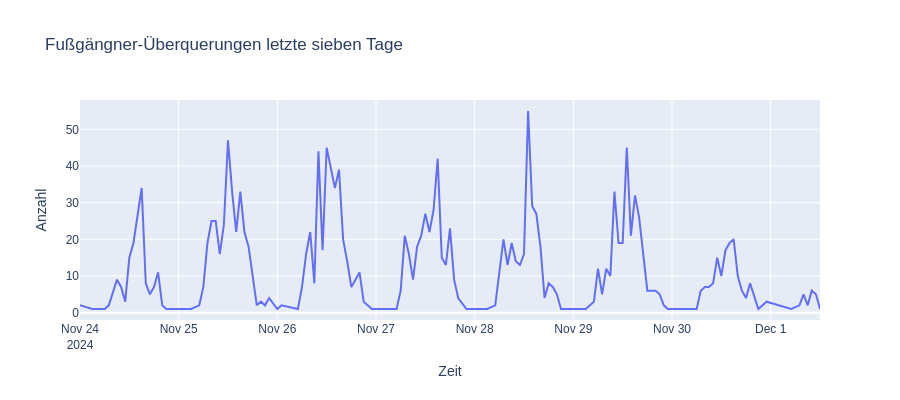 Fußgänger-Überquerungen letzte sieben Tage
Anzahl
50
40
30
20
10
0
Nov 24 Nov 25 Nov 26 Nov 27 Nov 28 Nov 29 Nov 30 Dec 1
2024
Zeit